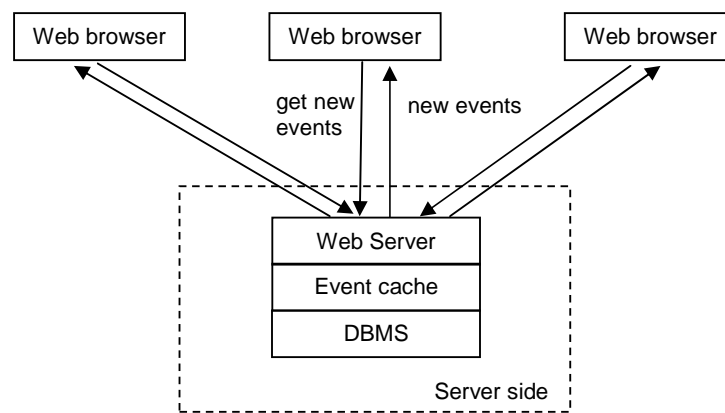 Web browser
Web browser
Web browser
get new
events
new events
Web Server
Event cache
DBMS
Server side